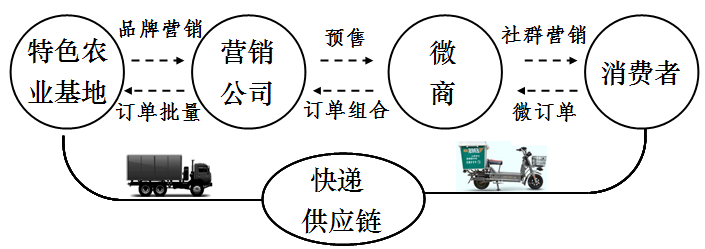 品牌营销
预售
社群营销
特色农
业基地
营销
公司
微
商
消费者
订单批量
订单组合
微订单
快递
供应链